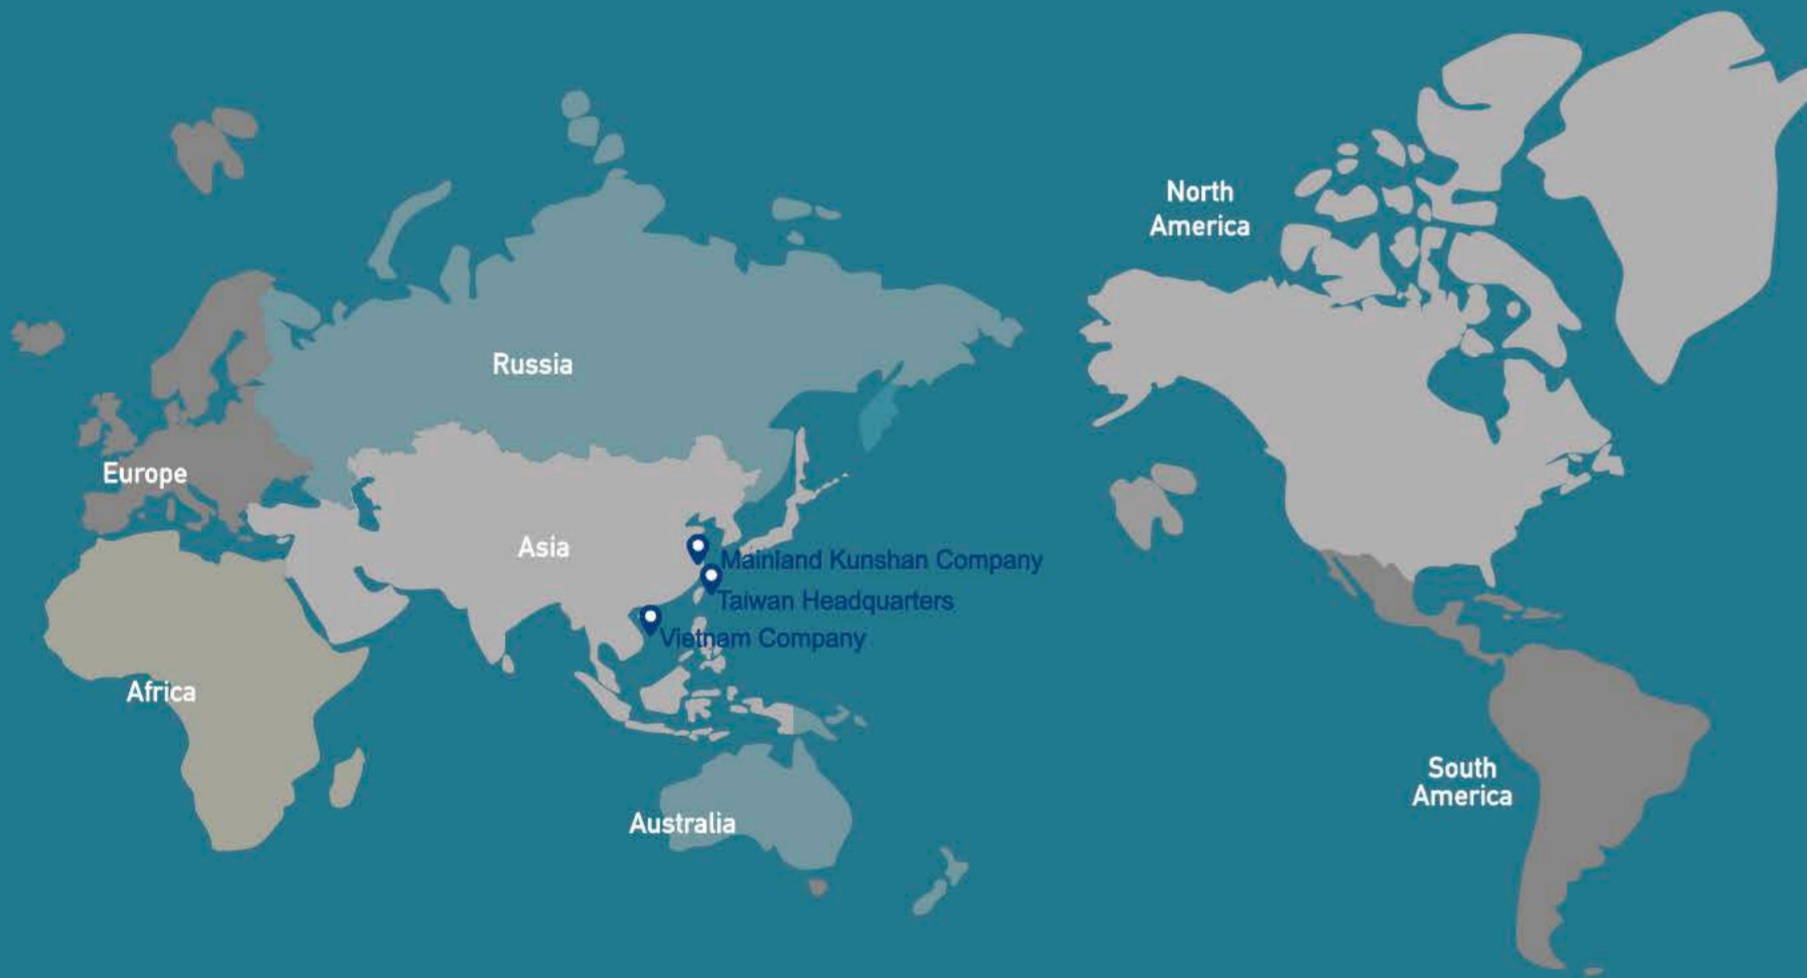 North
America
Russia
Europe
Asia
Mainland Kunshan Company
Taiwan Headquarters
Vietnam Company
Africa
South
America
Australia